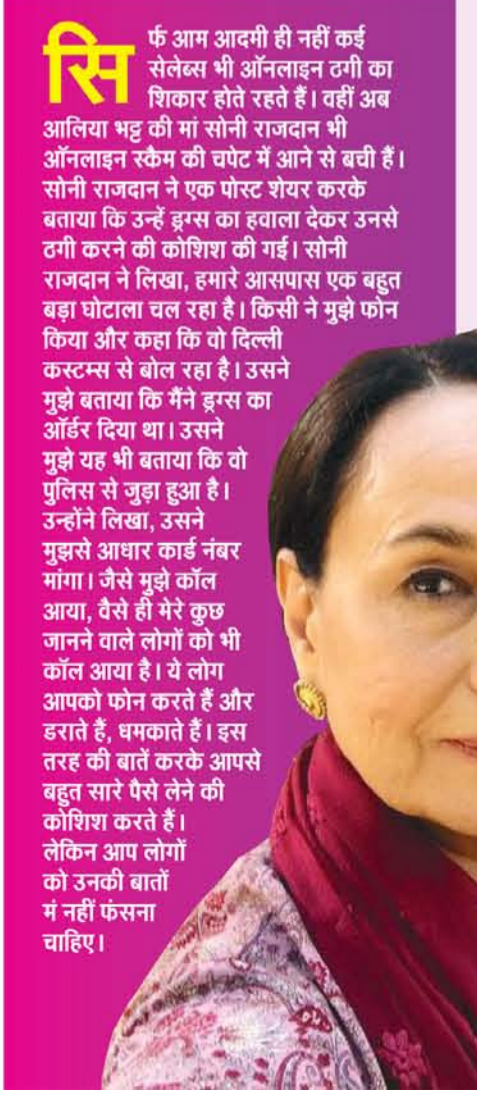 सिर्फ आम आदमी ही नहीं कई
सेलेब्स भी ऑनलाइन ठगी का
शिकार होते रहते हैं। वहीं अब
आलिया भट्ट की मां सोनी राजदान भी
ऑनलाइन स्कैम की चपेट में आने से बची हैं।
सोनी राजदान ने एक पोस्ट शेयर करके
बताया कि उन्हें ड्रग्स का हवाला देकर उनसे
ठगी करने की कोशिश की गई। सोनी
राजदान ने लिखा, हमारे आसपास एक बहुत
बड़ा घोटाला चल रहा है। किसी ने मुझे फोन
किया और कहा कि वो दिल्ली
कस्टम्स से बोल रहा है। उसने
मुझे बताया कि मैंने ड्रग्स का
ऑर्डर दिया था। उसने
मुझे यह भी बताया कि वो
पुलिस से जुड़ा हुआ है।
उन्होंने लिखा, उसने
मुझसे आधार कार्ड नंबर
मांगा। जैसे मुझे कॉल
आया, वैसे ही मेरे कुछ
जानने वाले लोगों को भी
कॉल आया है। ये लोग
आपको फोन करते हैं और
डराते हैं, धमकाते हैं। इस
तरह की बातें करके आपसे
बहुत सारे पैसे लेने की
कोशिश करते हैं।
लेकिन आप लोगों
को उनकी बातों
मं नहीं फंसना
चाहिए।